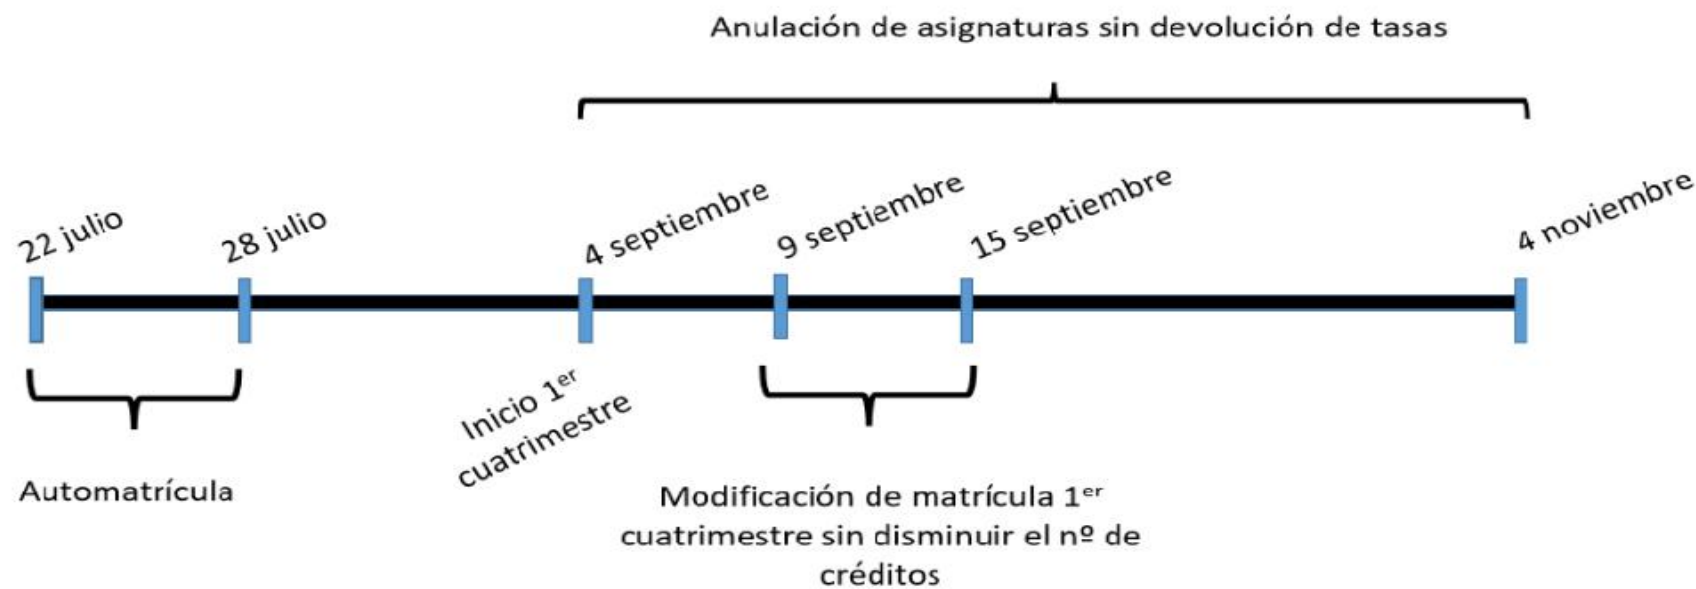 Anulación de asignaturas sin devolución de tasas
22 julio
28 julio
4 septiembre
9 septiembre
15 septiembre
4 noviembre
Inicio 1er
cuatrimestre
Automatrícula
Modificación de matrícula 1er
cuatrimestre sin disminuir el nº de
créditos